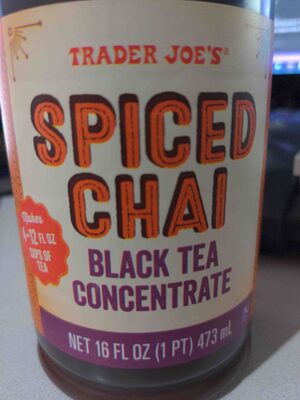 TRADER JOE'S®
SPICED
CHAI
Makes
4-12 FL OZ
CUPS OF
TEA
BLACK TEA
CONCENTRATE
NET 16 FL OZ (1 PT) 473 mL